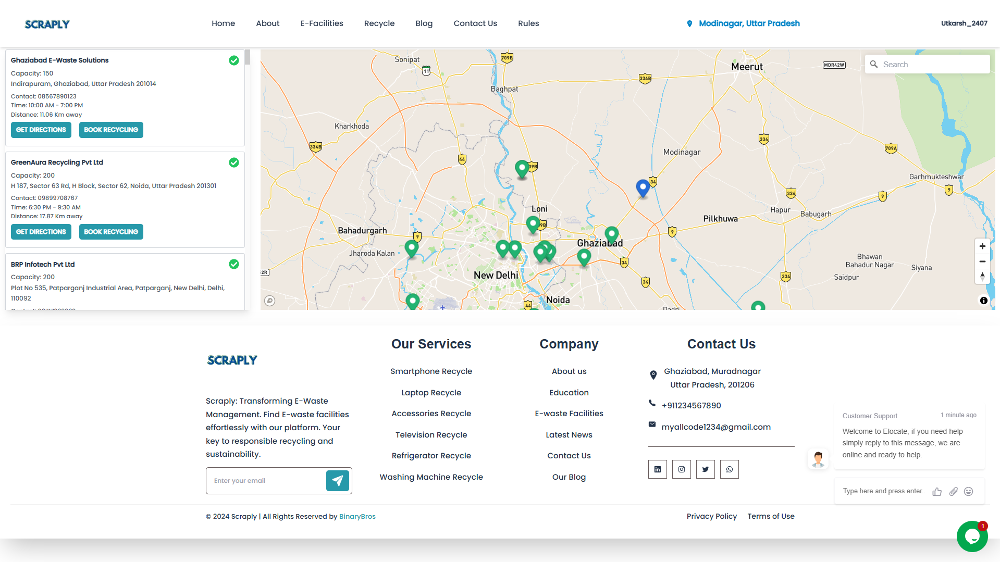 SCRAPLY
Home
About
E-Facilities
Recycle
Blog
Contact Us
Rules
Modinagar, Uttar Pradesh
Utkarsh_2407
Ghaziabad E-Waste Solutions
Capacity: 150
Indirapuram, Ghaziabad, Uttar Pradesh 201014
Contact: 08567890123
Time: 10:00 AM - 7:00 PM
Distance: 11.06 Km away
GET DIRECTIONS
BOOK RECYCLING
GreenAura Recycling Pvt Ltd
Capacity: 200
H 187, Sector 63 Rd, H Block, Sector 62, Noida, Uttar Pradesh 201301
Contact: 09899708767
Time: 6:30 PM - 9:30 AM
Distance: 17.87 Km away
GET DIRECTIONS
BOOK RECYCLING
BRP Infotech Pvt Ltd
Capacity: 200
Plot No 535, Patparganj Industrial Area, Patparganj, New Delhi, Delhi,
110092
Search
Sonipat
709B
11
Meerut
MDR42W
334B
Baghpat
Kharkhoda
334B
44
Modinagar
334
709A
709B
34
Garhmukteshwar
9
334
9
Loni
Hapur
Babugarh
9B
Pilkhuwa
Bahadurgarh
9
9
Ghaziabad
Jharoda Kalan
34
Bhawan
Bahadur Nagar
Siyana
52R
New Delhi
334
Saidpur
34
Noida
44
Dadri
Our Services
Smartphone Recycle
Laptop Recycle
Accessories Recycle
Television Recycle
Refrigerator Recycle
Washing Machine Recycle
Company
About us
Education
E-waste Facilities
Latest News
Contact Us
Our Blog
Contact Us
Ghaziabad, Muradnagar
Uttar Pradesh, 201206
+911234567890
myallcode1234@gmail.com
SCRAPLY
Scraply: Transforming E-Waste
Management. Find E-waste facilities
effortlessly with our platform. Your
key to responsible recycling and
sustainability.
Enter your email
Customer Support
1 minute ago
Welcome to Elocate, if you need help
simply reply to this message, we are
online and ready to help.
Type here and press enter..
© 2024 Scraply | All Rights Reserved by BinaryBros
Privacy Policy
Terms of Use
1